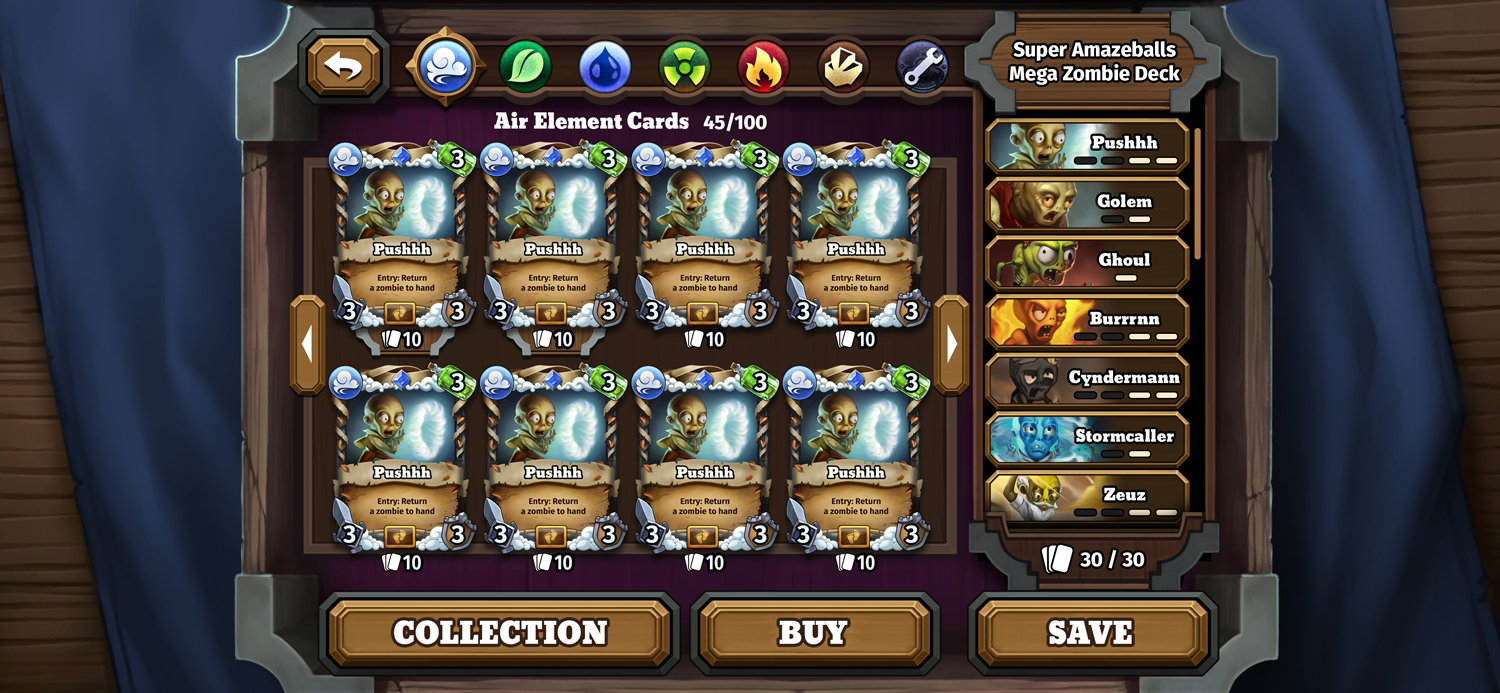 Super Amazeballs
Mega Zombie Deck
Air Element Cards 45/100
3 3 3 3
Pushhh Pushhh Pushhh Pushhh
Entry: Return
a zombie to hand
Entry: Return
a zombie to hand
Entry: Return
a zombie to hand
Entry: Return
a zombie to hand
3 3 3 3 3 3 3 3
10 10 10 10
3 3 3 3
Pushhh Pushhh Pushhh Pushhh
Entry: Return
a zombie to hand
Entry: Return
a zombie to hand
Entry: Return
a zombie to hand
Entry: Return
a zombie to hand
3 3 3 3 3 3 3 3
10 10 10 10
Pushhh
Golem
Ghoul
Burrrnn
Cyndermann
Stormcaller
Zeuz
30 / 30
COLLECTION
BUY
SAVE